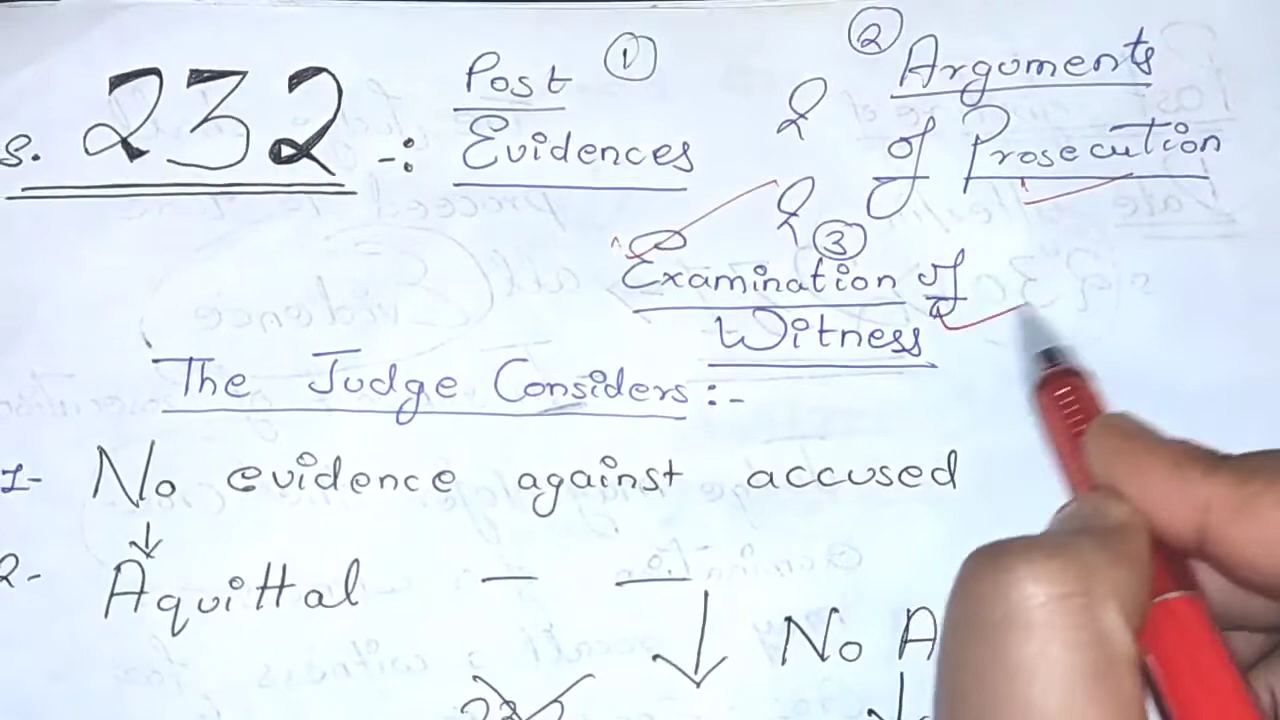 s. 232 -: Post ① & ② Arguments
Evidences of Prosecution
& ③
Examination of
Witness
The Judge Considers :-
1- No evidence against accused
↓
2- Aquittal — —
↓ No A